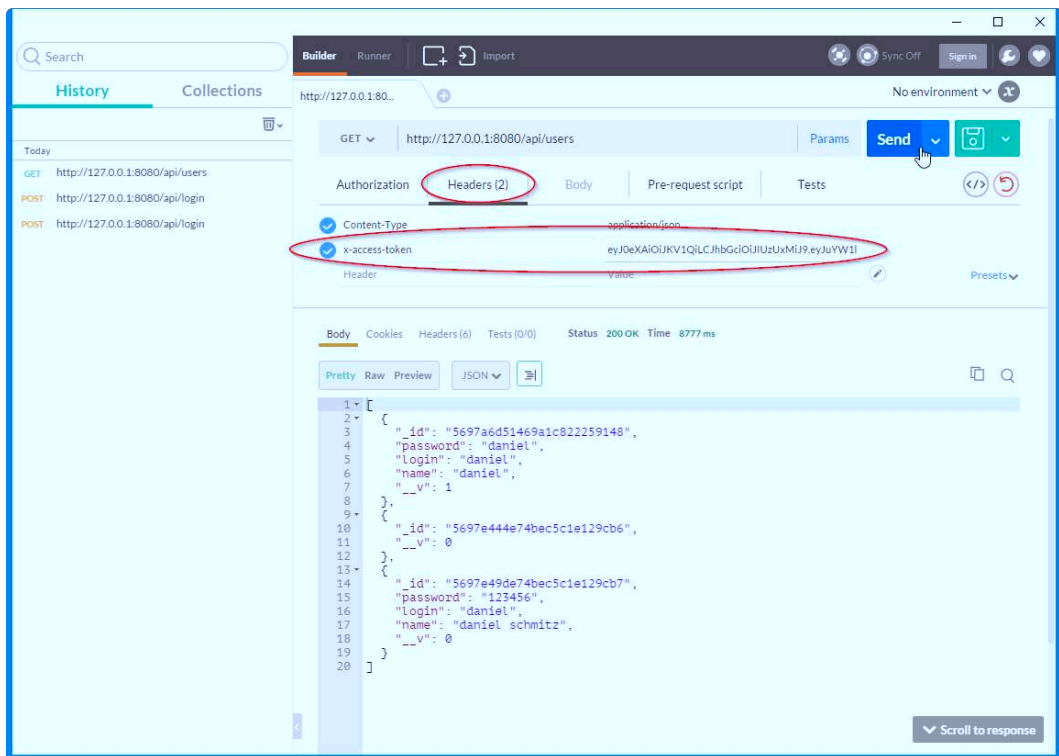 Search
Builder Runner Import Sync Off Sign in
History Collections
http://127.0.0.1:80... No environment
Today
GET http://127.0.0.1:8080/api/users
POST http://127.0.0.1:8080/api/login
POST http://127.0.0.1:8080/api/login
GET http://127.0.0.1:8080/api/users Params Send
Authorization Headers (2) Body Pre-request script Tests
Content-Type application/json
x-access-token eyJ0eXAiOiJKV1QiLCJhbGciOiJIUzUxMiJ9.eyJuYW1l
Header Value Presets
Body Cookies Headers (6) Tests (0/0) Status 200 OK Time 8777 ms
Pretty Raw Preview JSON
1 [
2 {
3 "_id": "5697a6d51469a1c822259148",
4 "password": "daniel",
5 "login": "daniel",
6 "name": "daniel",
7 "__v": 1
8 },
9 {
10 "_id": "5697e444e74bec5c1e129cb6",
11 "__v": 0
12 },
13 {
14 "_id": "5697e49de74bec5c1e129cb7",
15 "password": "123456",
16 "login": "daniel",
17 "name": "daniel schmitz",
18 "__v": 0
19 }
20 ]
Scroll to response